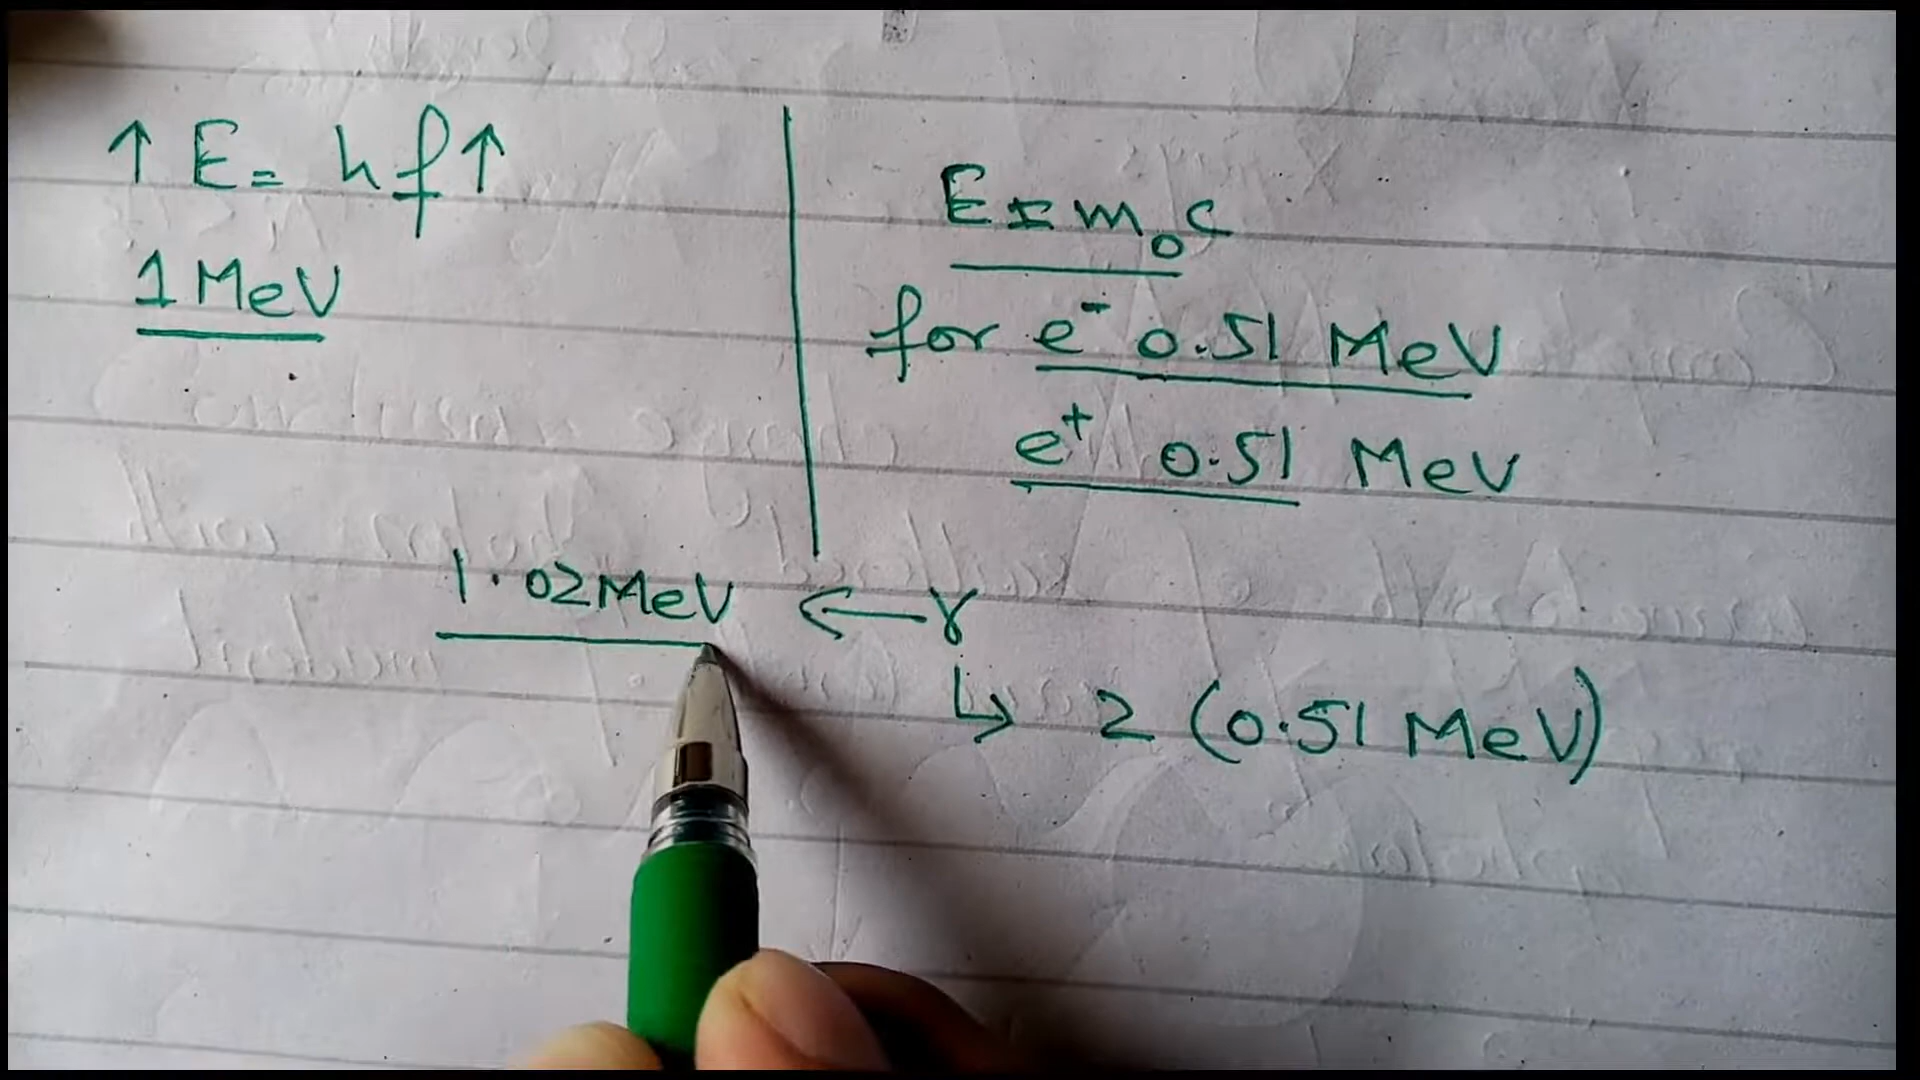 ↑ E = hf ↑
1 MeV
E = m₀c
for e⁻ 0.51 MeV
e⁺ 0.51 MeV
1.02 MeV ← γ
↳ 2 (0.51 MeV)